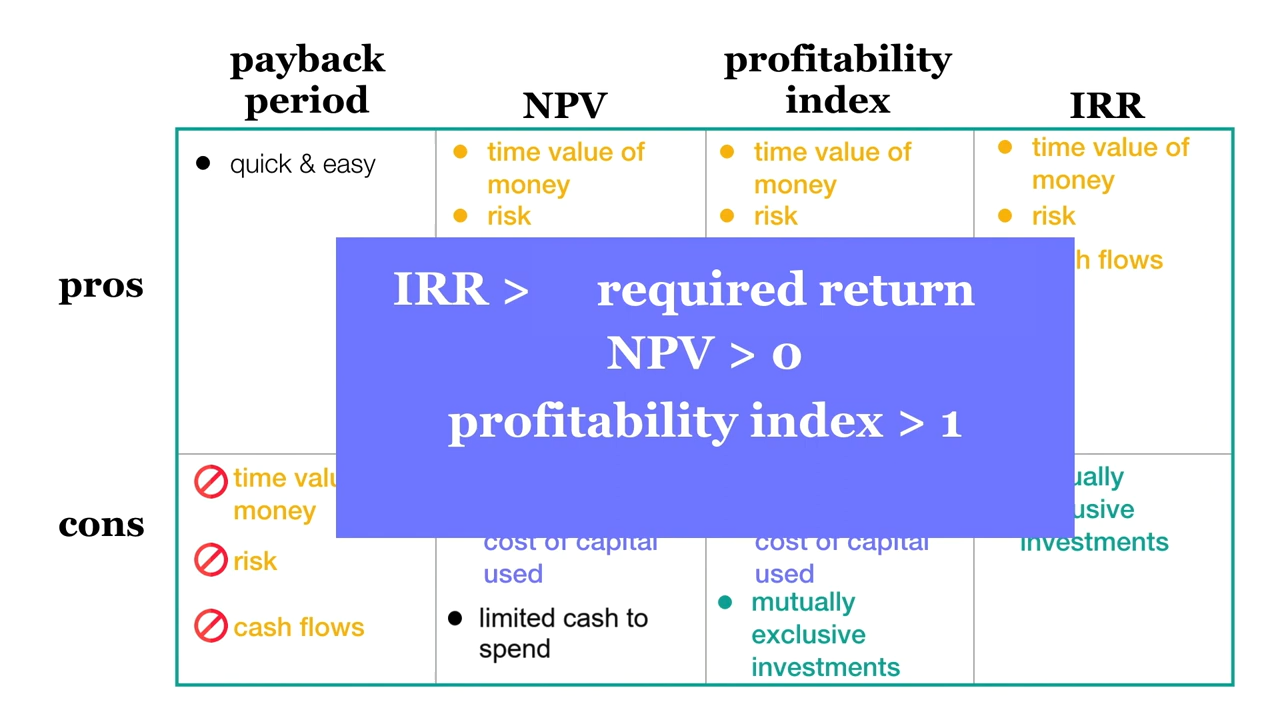 payback
period
NPV
profitability
index
IRR
pros
• quick & easy
• time value of
money
• risk
• time value of
money
• risk
• time value of
money
• risk
h flows
IRR > required return
NPV > 0
profitability index > 1
cons
time valu
money
risk
cash flows
cost of capital
used
• limited cash to
spend
cost of capital
used
• mutually
exclusive
investments
ually
usive
investments